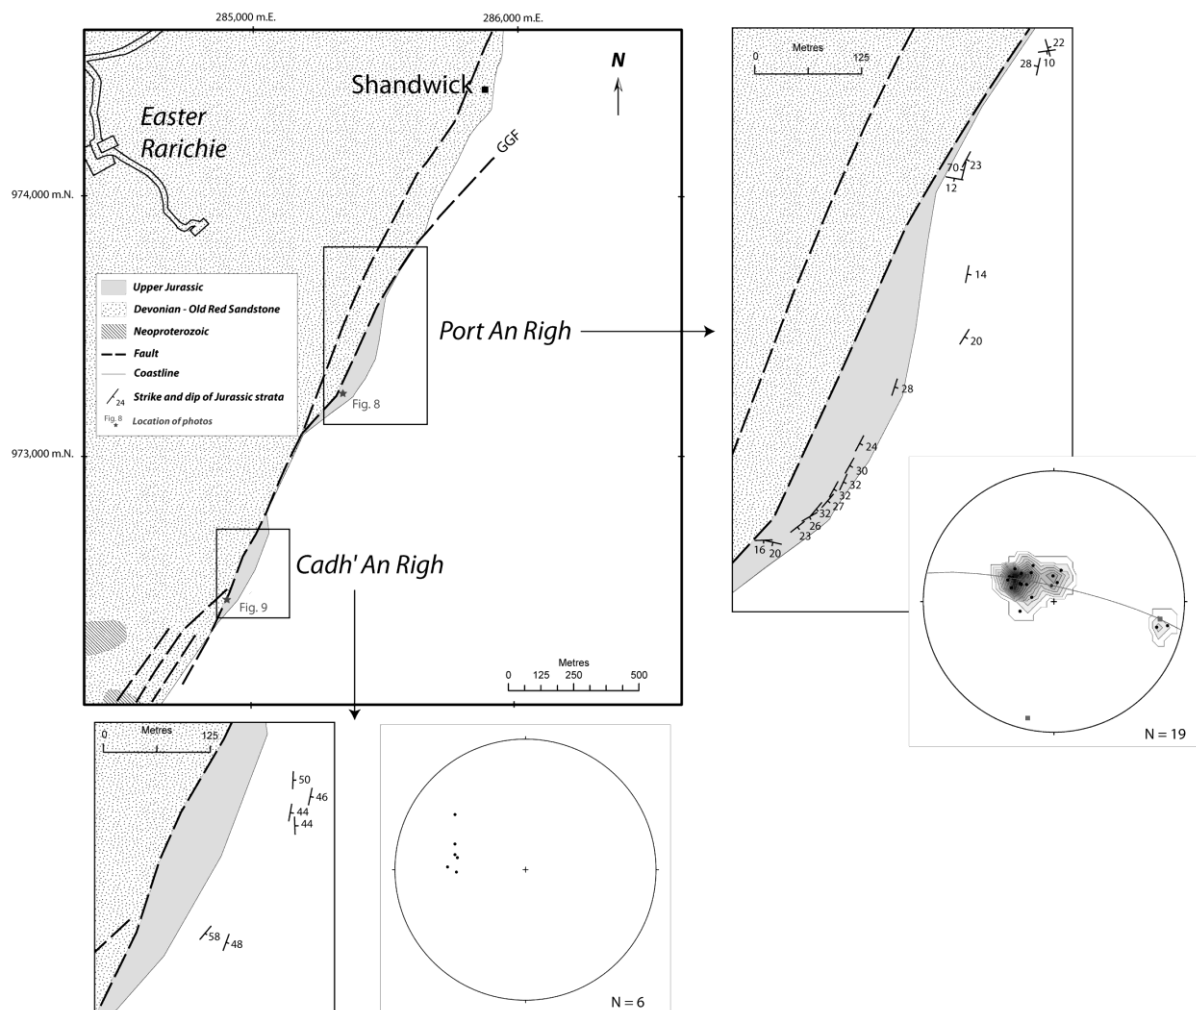 285,000 m.E.
286,000 m.E.
974,000 m.N.
973,000 m.N.
Easter
Rarichie
Shandwick
N
GGF
Upper Jurassic
Devonian - Old Red Sandstone
Neoproterozoic
Fault
Coastline
24 Strike and dip of Jurassic strata
Fig. 8 Location of photos
Port An Righ
Fig. 8
Cadh' An Righ
Fig. 9
Metres
0 125 250 500
Metres
0 125
22
28
10
70
23
12
14
20
28
24
30
32
32
27
32
26
23
16
20
N = 19
Metres
0 125
50
46
44
44
58
48
N = 6